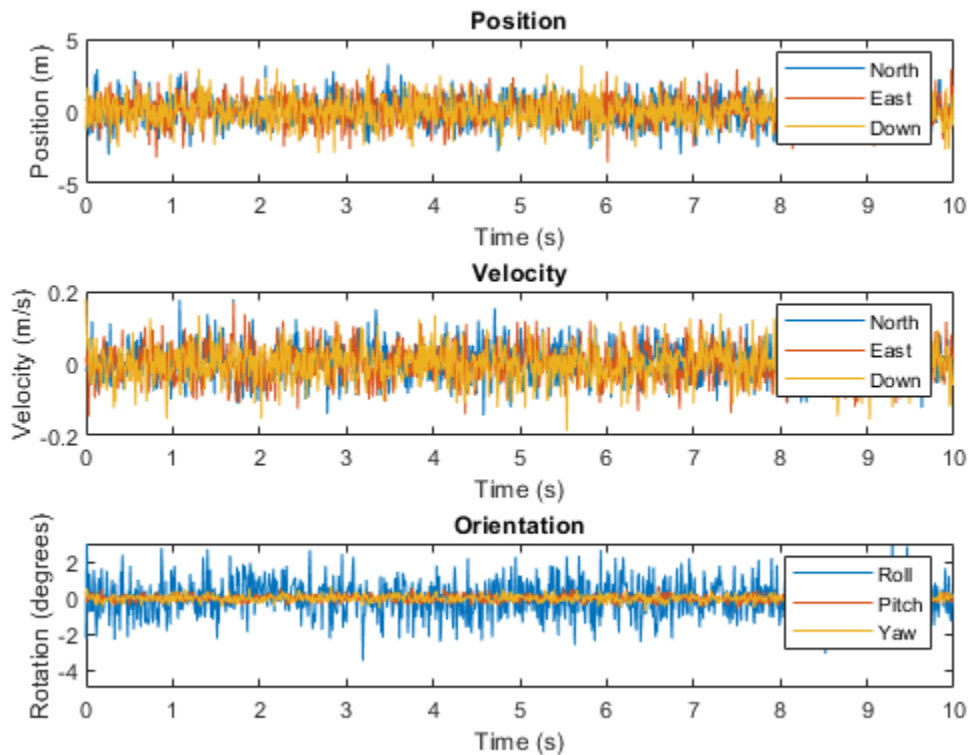 Position
5
0
-5
Position (m)
North
East
Down
0 1 2 3 4 5 6 7 8 9 10
Time (s)
Velocity
0.2
0
-0.2
Velocity (m/s)
North
East
Down
0 1 2 3 4 5 6 7 8 9 10
Time (s)
Orientation
2
0
-2
-4
Rotation (degrees)
Roll
Pitch
Yaw
0 1 2 3 4 5 6 7 8 9 10
Time (s)